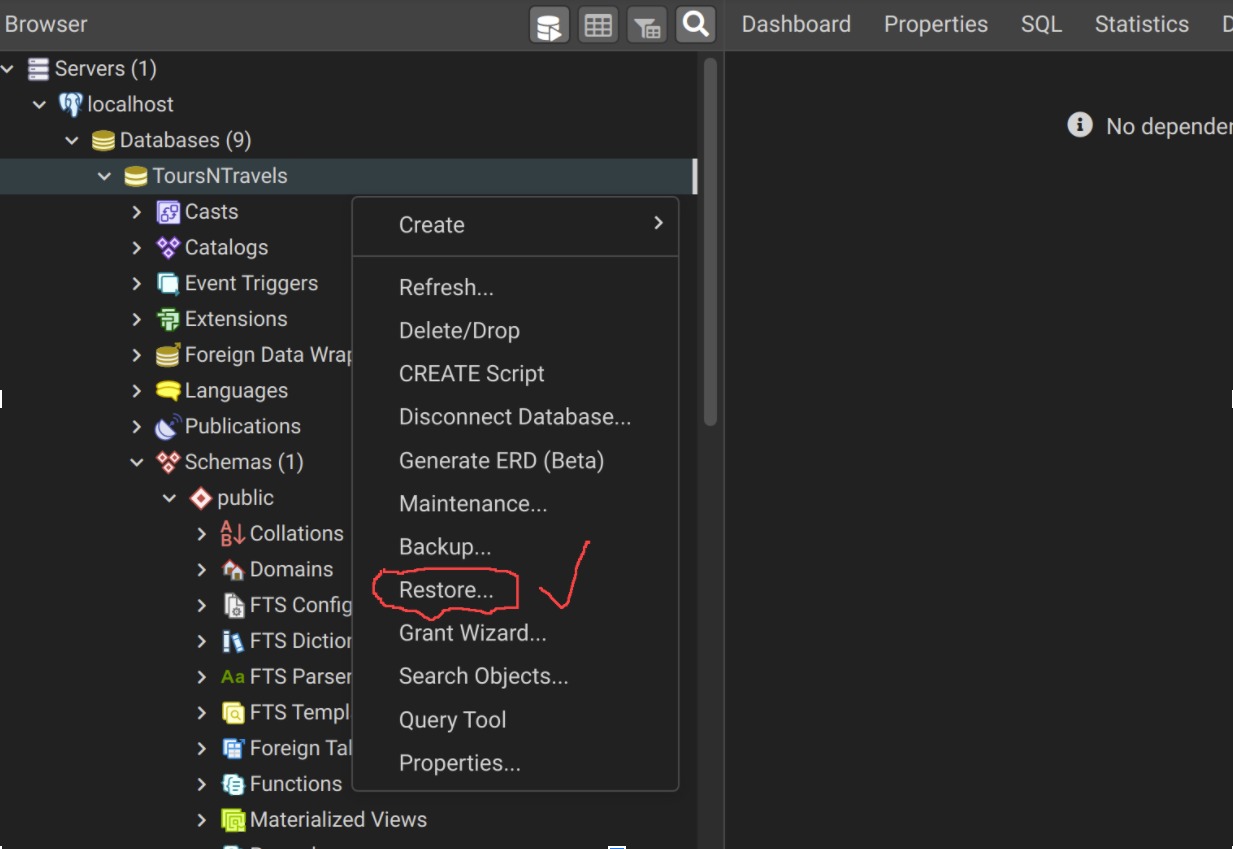 Browser
Dashboard Properties SQL Statistics D
Servers (1)
localhost
Databases (9)
ToursNTravels
Casts
Catalogs
Event Triggers
Extensions
Foreign Data Wrap
Languages
Publications
Schemas (1)
public
Collations
Domains
FTS Config
FTS Diction
Aa FTS Parser
FTS Templ
Foreign Tal
Functions
Materialized Views
Create
Refresh...
Delete/Drop
CREATE Script
Disconnect Database...
Generate ERD (Beta)
Maintenance...
Backup...
Restore...
Grant Wizard...
Search Objects...
Query Tool
Properties...
No depender